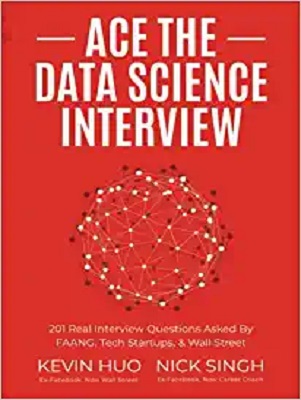 ACE THE
DATA SCIENCE
INTERVIEW
201 Real Interview Questions Asked By
FAANG, Tech Startups, & Wall Street
KEVIN HUO NICK SINGH
Ex-Facebook, Now Wall Street Ex-Facebook, Now Career Coach